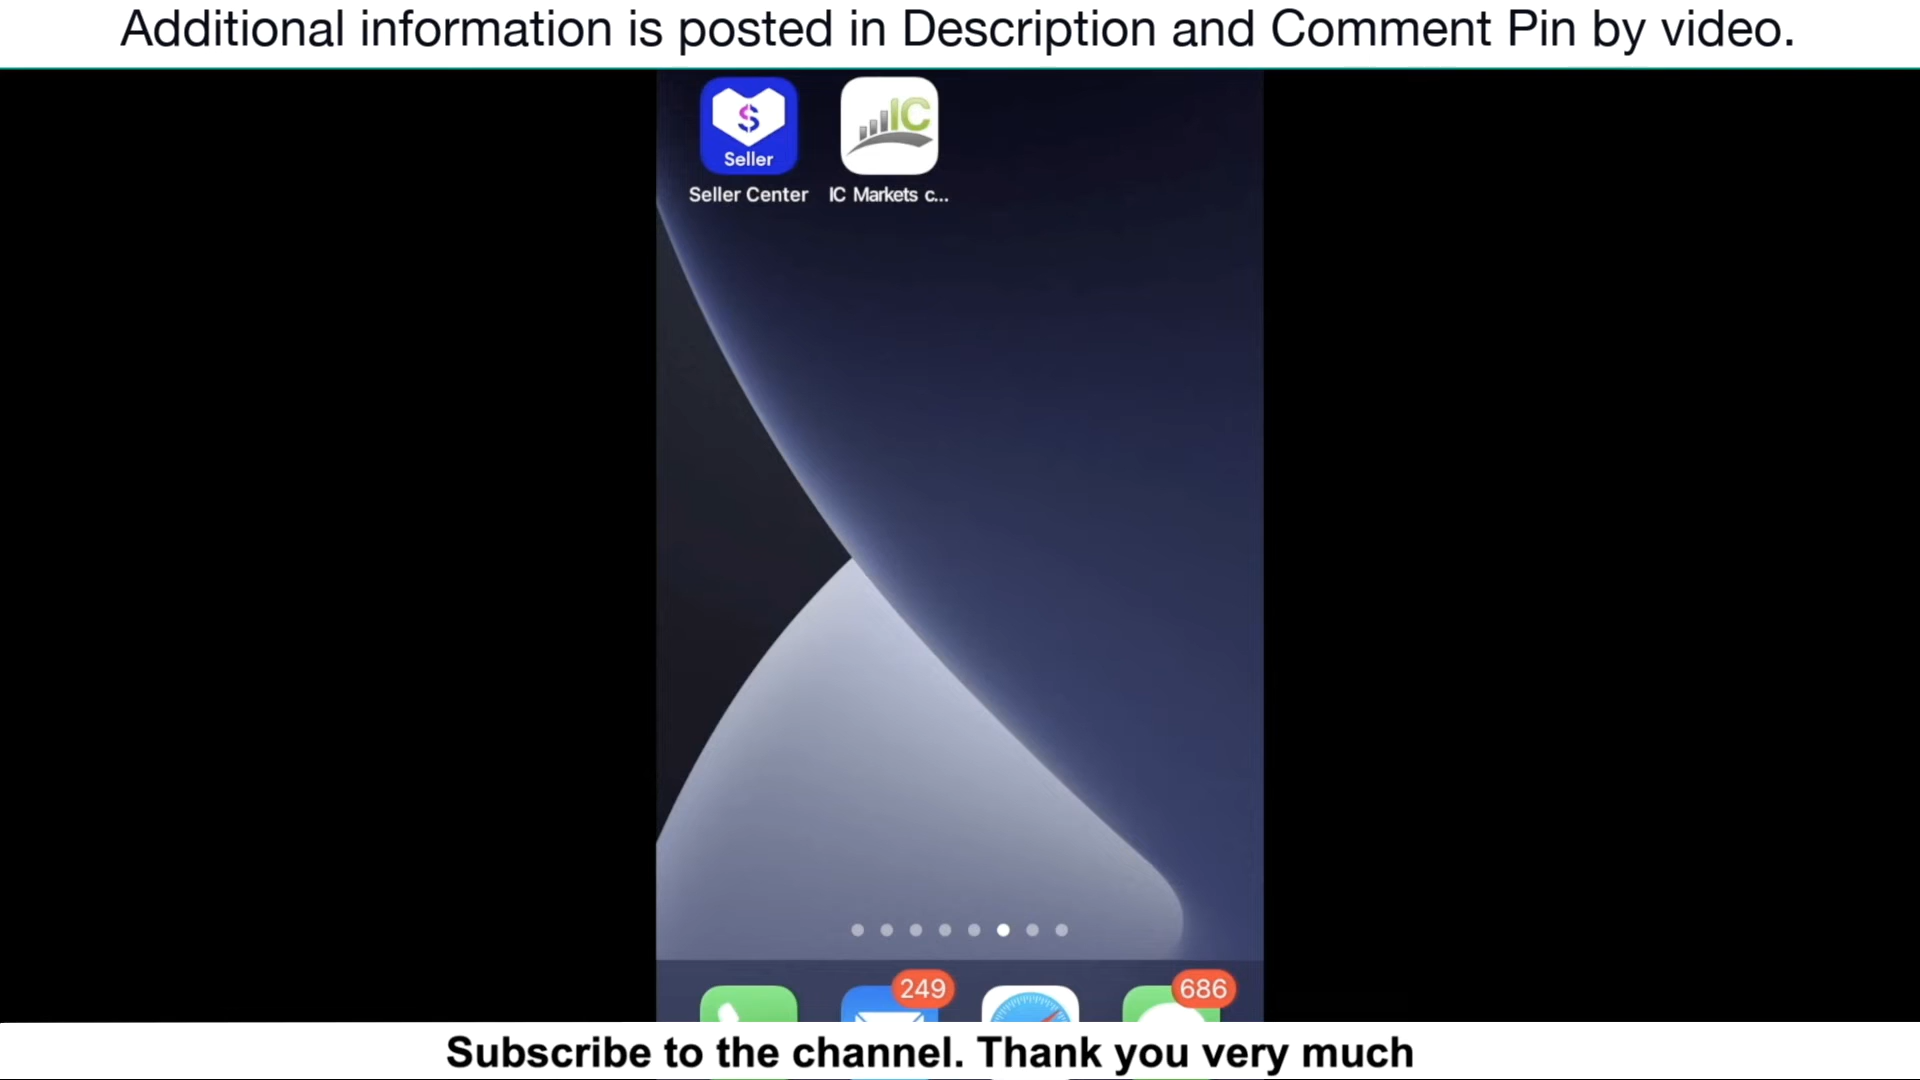 Additional information is posted in Description and Comment Pin by video.
$
IC
Seller
Seller Center
IC Markets c...
249
686
Subscribe to the channel. Thank you very much